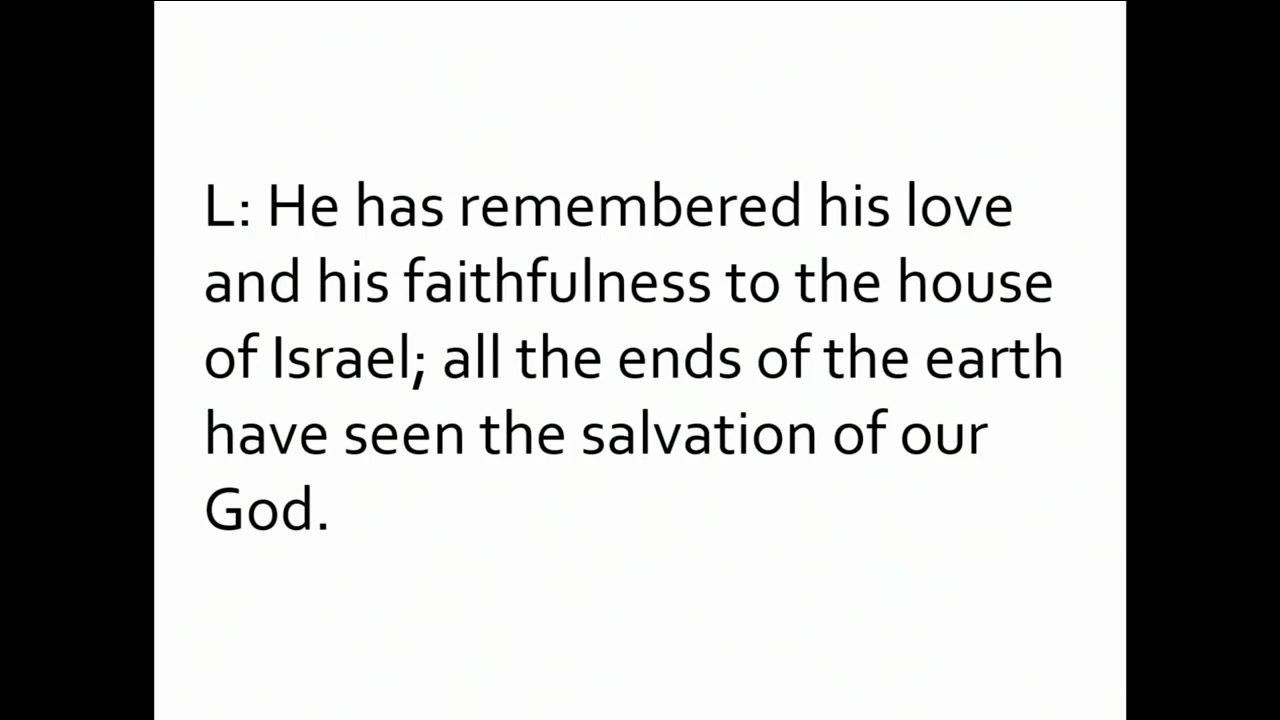 L: He has remembered his love
and his faithfulness to the house
of Israel; all the ends of the earth
have seen the salvation of our
God.